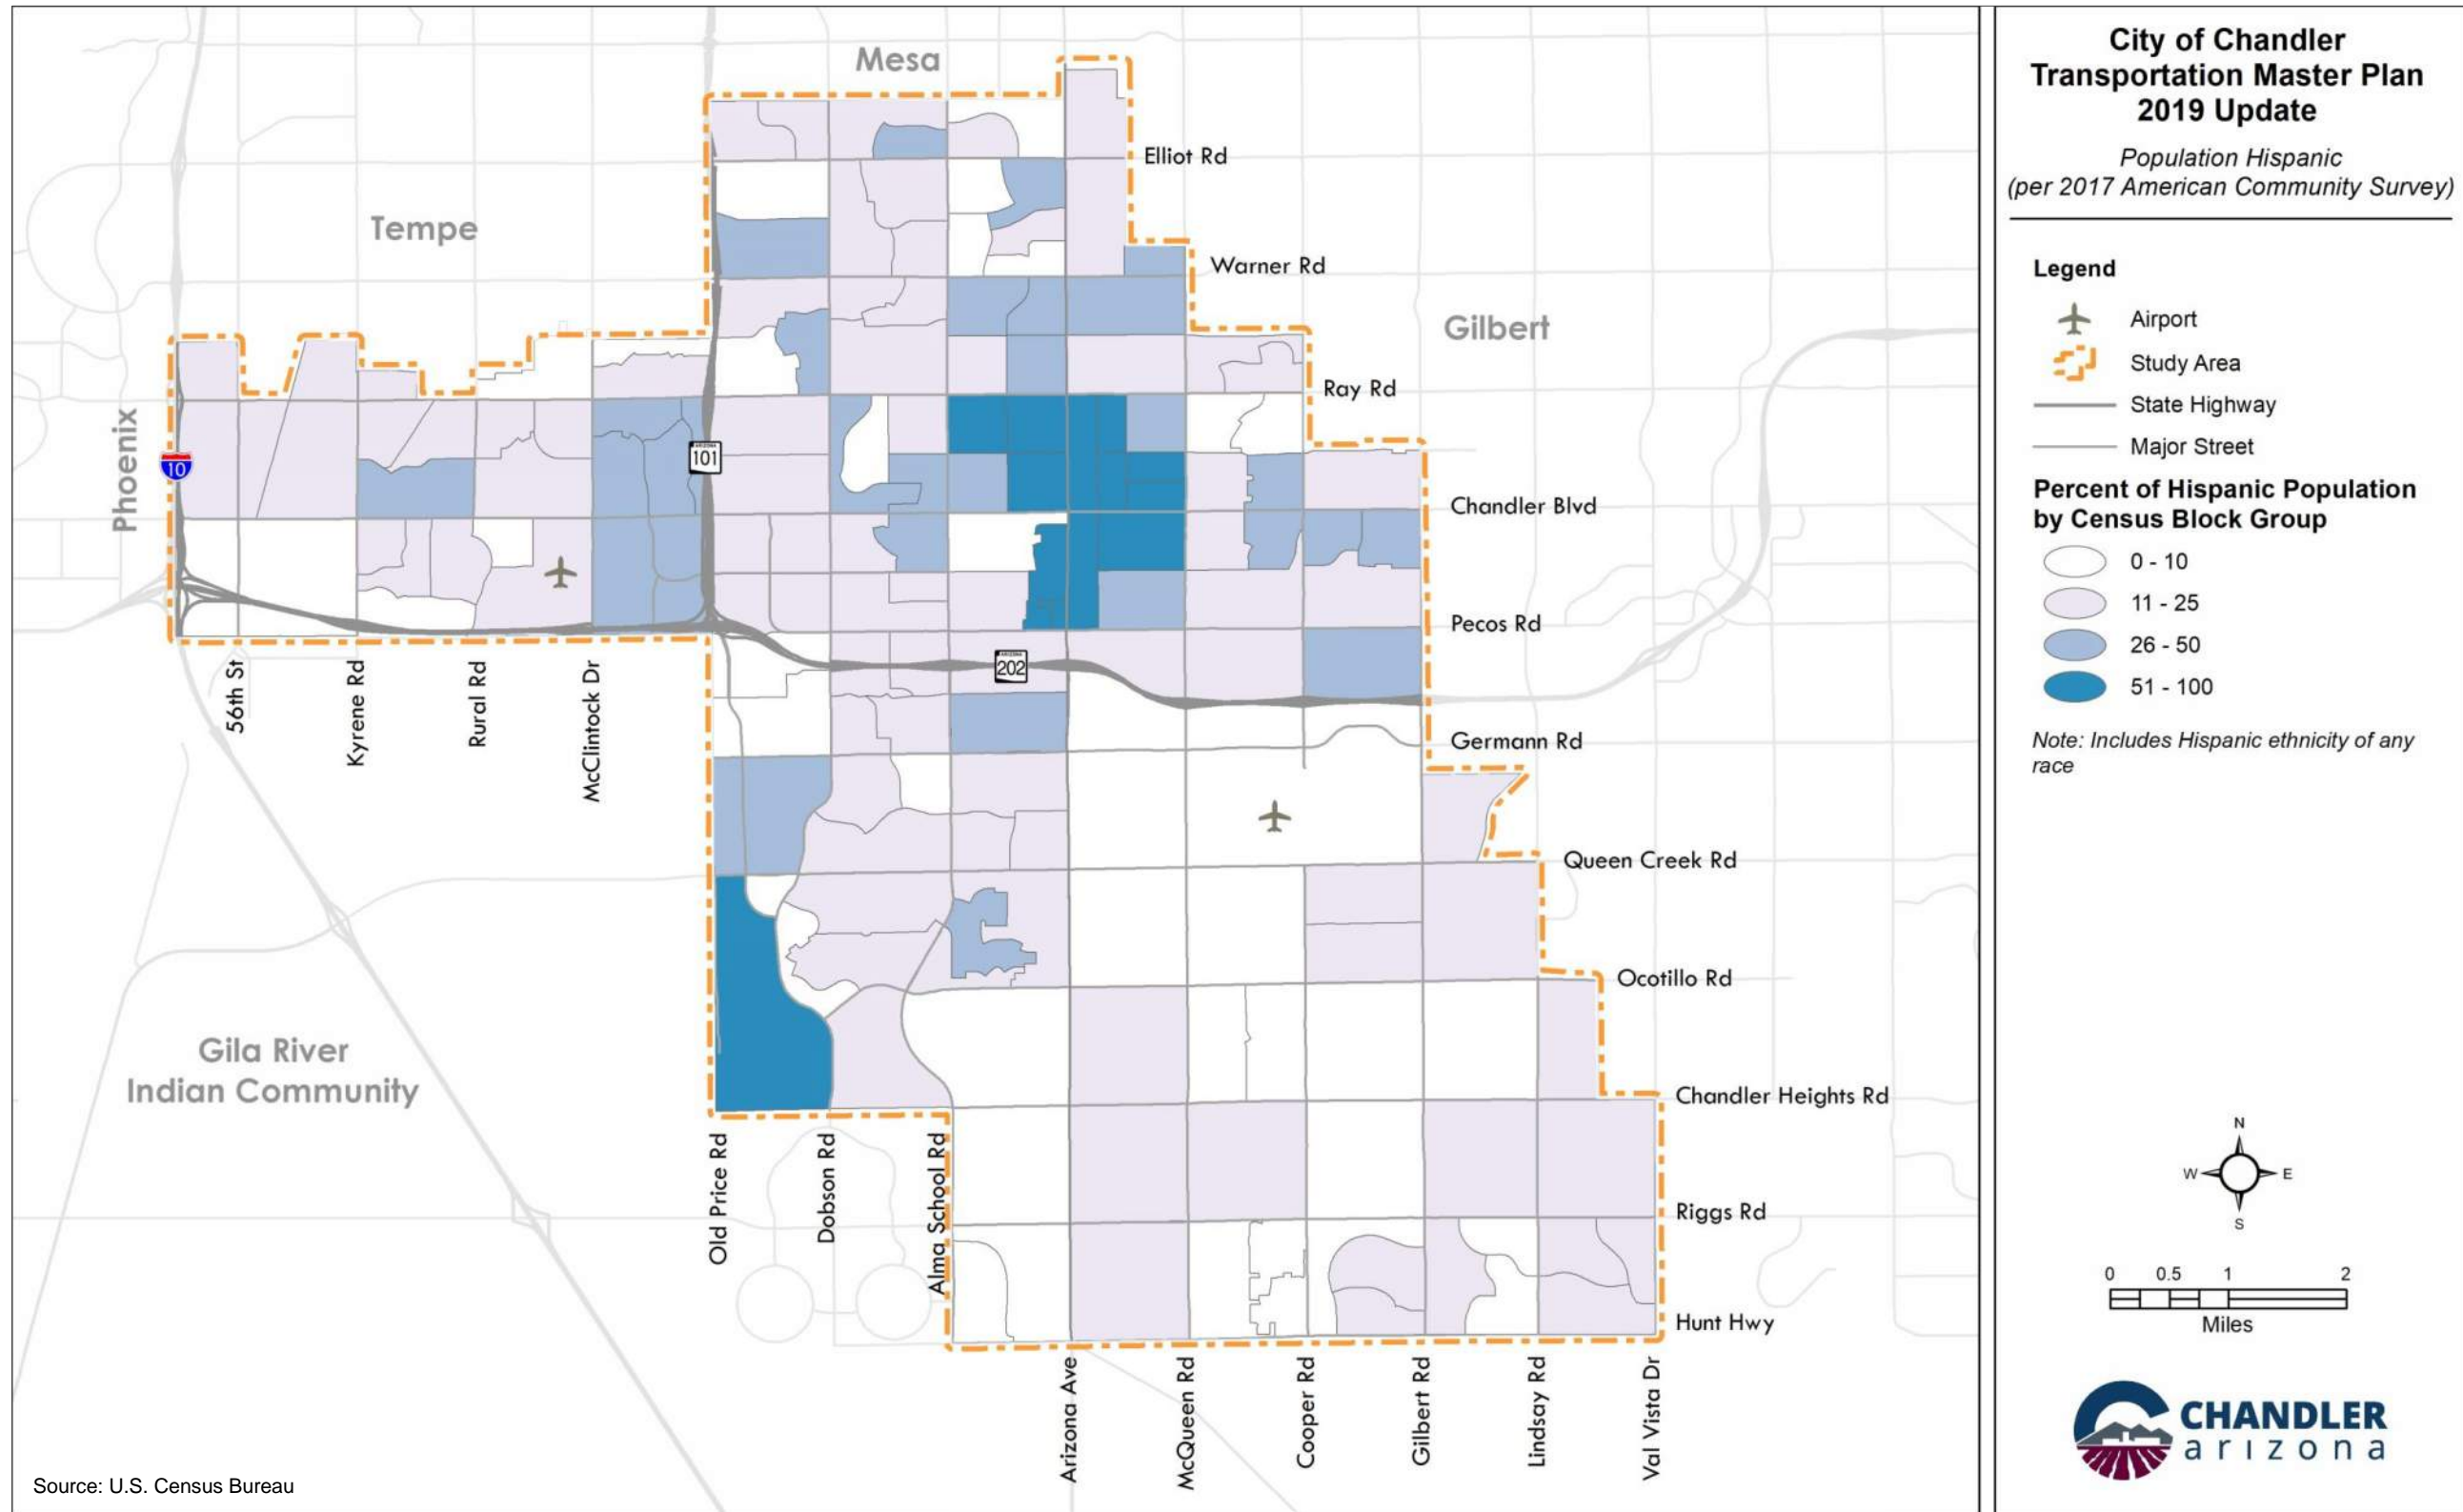 Mesa
Elliot Rd
Tempe
Warner Rd
Gilbert
Ray Rd
Phoenix
10
ARIZONA
101
Chandler Blvd
Pecos Rd
ARIZONA
202
56th St
Kyrene Rd
Rural Rd
McClintock Dr
Germann Rd
Queen Creek Rd
Ocotillo Rd
Gila River
Indian Community
Chandler Heights Rd
Old Price Rd
Dobson Rd
Alma School Rd
Riggs Rd
Hunt Hwy
Arizona Ave
McQueen Rd
Cooper Rd
Gilbert Rd
Lindsay Rd
Val Vista Dr
Source: U.S. Census Bureau
City of Chandler
Transportation Master Plan
2019 Update
Population Hispanic
(per 2017 American Community Survey)
Legend
Airport
Study Area
State Highway
Major Street
Percent of Hispanic Population
by Census Block Group
0 - 10
11 - 25
26 - 50
51 - 100
Note: Includes Hispanic ethnicity of any
race
N
W E
S
0 0.5 1 2
Miles
CHANDLER
arizona